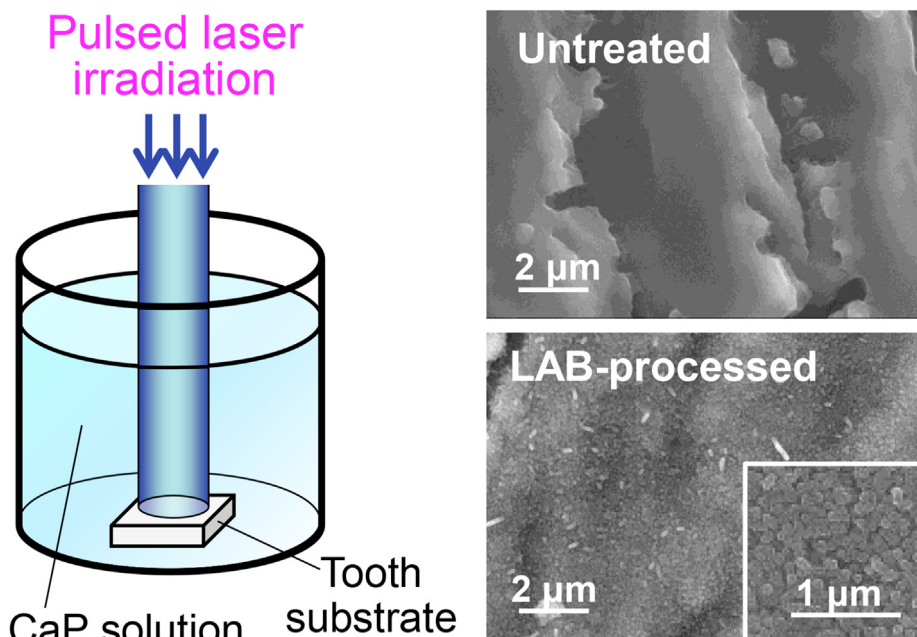 Pulsed laser
irradiation
Tooth
substrate
CaP solution
Untreated
2 μm
LAB-processed
2 μm
1 μm